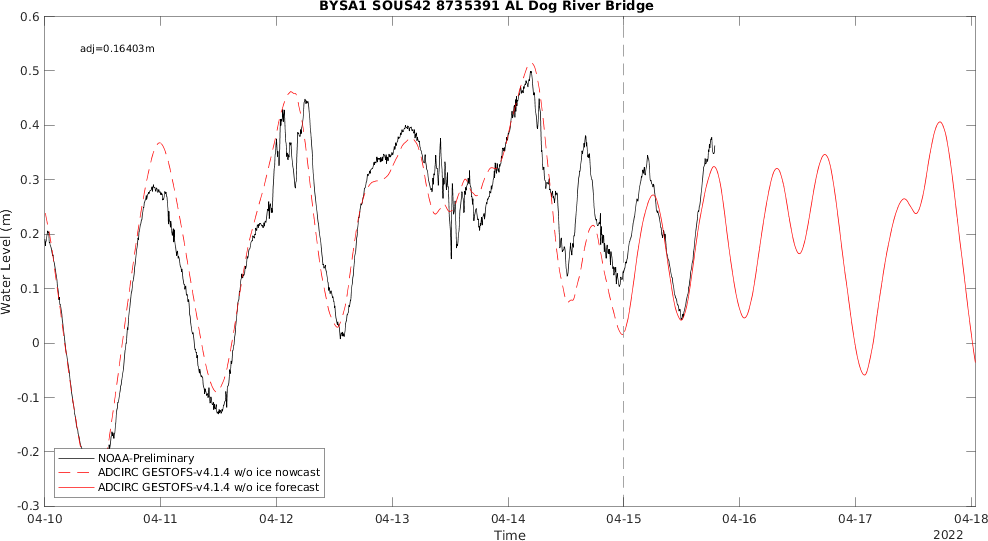 BYSA1 SOUS42 8735391 AL Dog River Bridge
adj=0.16403m
0.6
0.5
0.4
0.3
0.2
0.1
0
-0.1
-0.2
-0.3
Water Level (m)
NOAA-Preliminary
ADCIRC GESTOFS-v4.1.4 w/o ice nowcast
ADCIRC GESTOFS-v4.1.4 w/o ice forecast
04-10 04-11 04-12 04-13 04-14 04-15 04-16 04-17 04-18
Time
2022